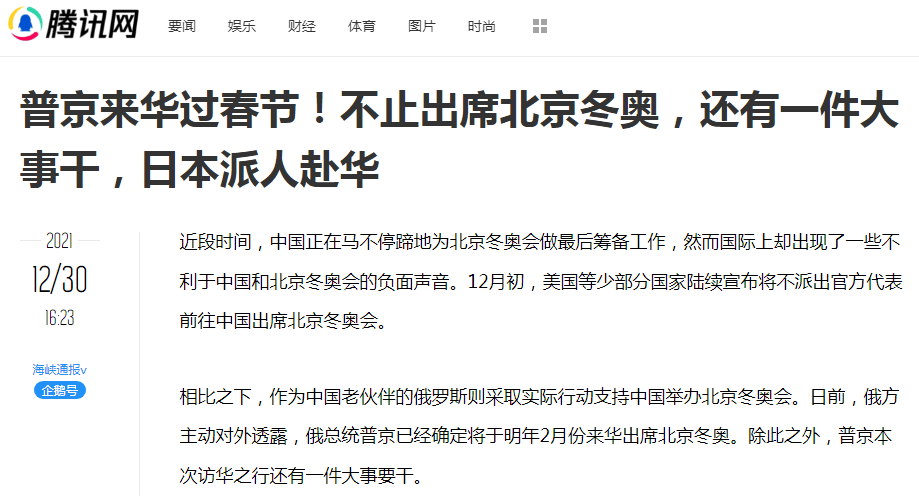 腾讯网 要闻 娱乐 财经 体育 图片 时尚
普京来华过春节！不止出席北京冬奥，还有一件大
事干，日本派人赴华
2021
12/30
16:23
海峡通报v
企鹅号
近段时间，中国正在马不停蹄地为北京冬奥会做最后筹备工作，然而国际上却出现了一些不
利于中国和北京冬奥会的负面声音。12月初，美国等少部分国家陆续宣布将不派出官方代表
前往中国出席北京冬奥会。
相比之下，作为中国老伙伴的俄罗斯则采取实际行动支持中国举办北京冬奥会。日前，俄方
主动对外透露，俄总统普京已经确定将于明年2月份来华出席北京冬奥。除此之外，普京本
次访华之行还有一件大事要干。